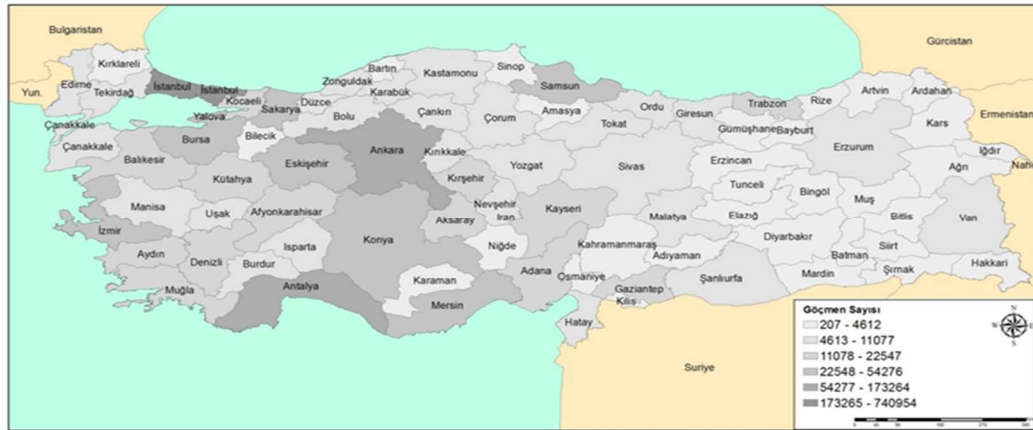 Bulgaristan
Gürcistan
Yun.
Ermenistan
Nah
Suriye
Kırklareli
Edirne
Tekirdağ
İstanbul
İstanbul
Kocaeli
Yalova
Sakarya
Düzce
Zonguldak
Bartın
Karabük
Kastamonu
Sinop
Samsun
Çankırı
Bolu
Çorum
Amasya
Tokat
Ordu
Giresun
Trabzon
Rize
Artvin
Ardahan
Kars
Gümüşhane
Bayburt
Erzurum
Iğdır
Ağrı
Çanakkale
Çanakkale
Balıkesir
Bursa
Bilecik
Kütahya
Eskişehir
Ankara
Kırıkkale
Kırşehir
Yozgat
Sivas
Erzincan
Tunceli
Bingöl
Muş
Bitlis
Van
Manisa
Uşak
Afyonkarahisar
Konya
Aksaray
Nevşehir
Iran
Kayseri
Malatya
Elazığ
Diyarbakır
Batman
Siirt
Hakkari
İzmir
Aydın
Denizli
Isparta
Burdur
Niğde
Kahramanmaraş
Adıyaman
Şanlıurfa
Mardin
Şırnak
Muğla
Antalya
Karaman
Mersin
Adana
Osmaniye
Gaziantep
Kilis
Hatay
Göçmen Sayısı
207 - 4612
4613 - 11077
11078 - 22547
22548 - 54276
54277 - 173264
173265 - 740954
N
W
S